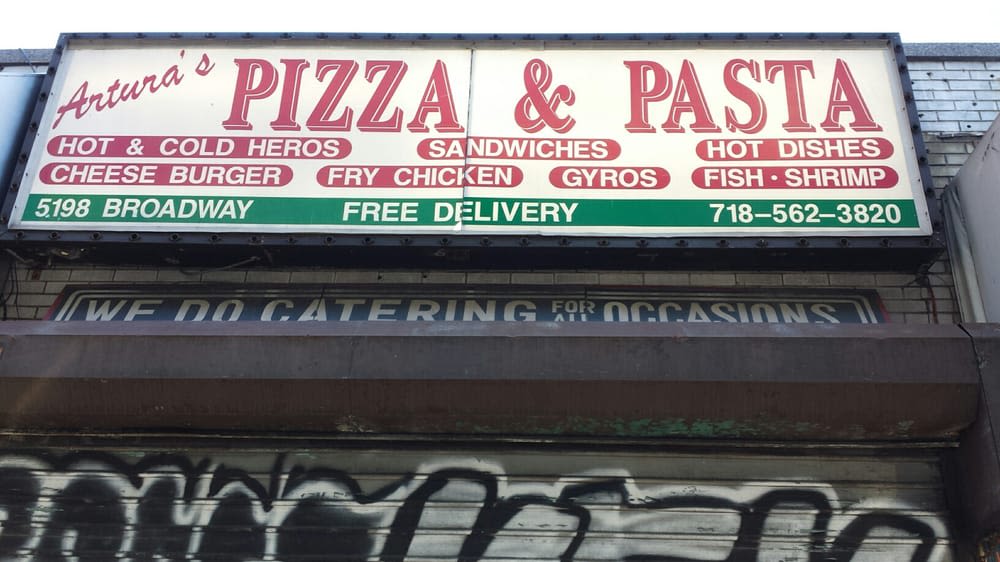 Artura's PIZZA & PASTA
HOT & COLD HEROS SANDWICHES HOT DISHES
CHEESE BURGER FRY CHICKEN GYROS FISH · SHRIMP
5198 BROADWAY FREE DELIVERY 718-562-3820
WE DO CATERING FOR ALL OCCASIONS